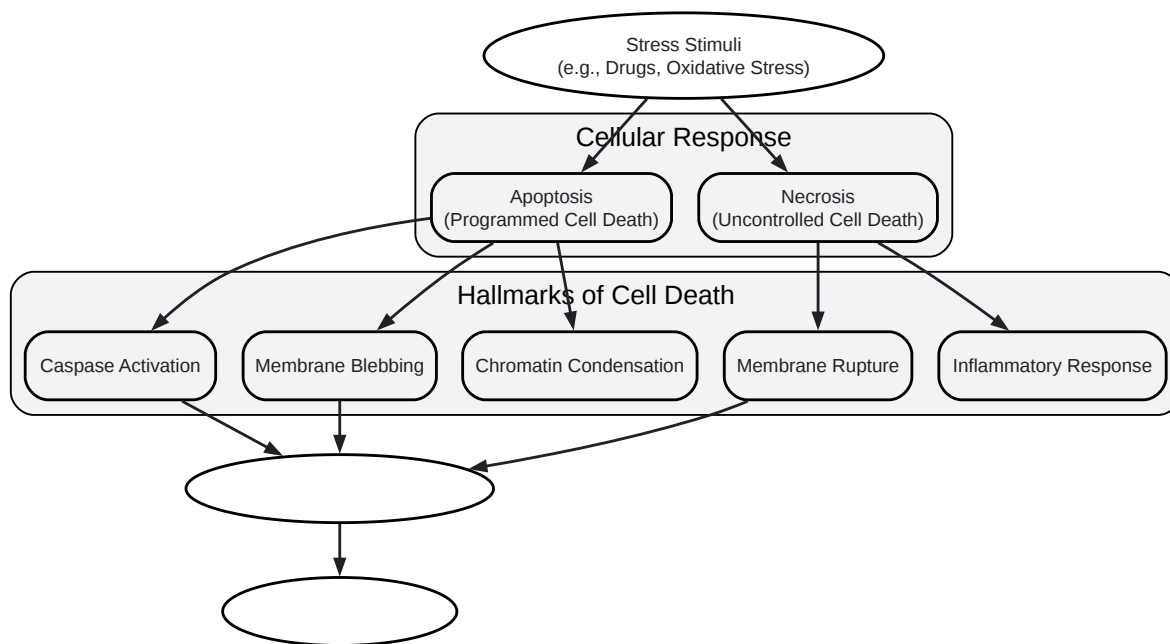 Stress Stimuli
(e.g., Drugs, Oxidative Stress)
Cellular Response
Apoptosis
(Programmed Cell Death)
Necrosis
(Uncontrolled Cell Death)
Hallmarks of Cell Death
Caspase Activation
Membrane Blebbing
Chromatin Condensation
Membrane Rupture
Inflammatory Response